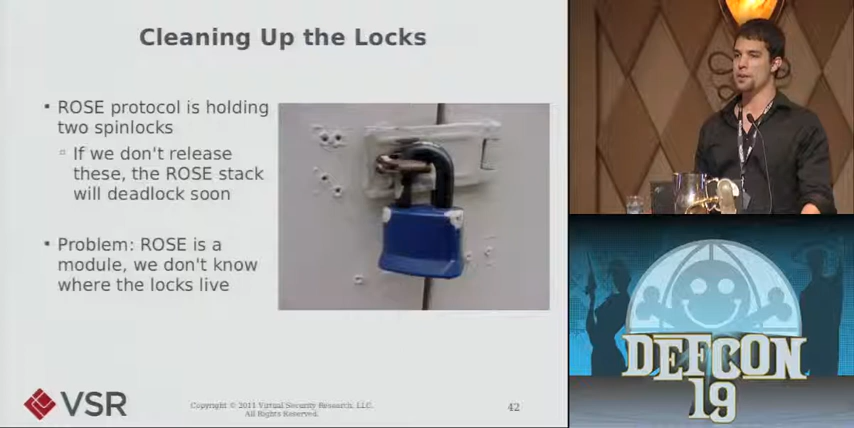 Cleaning Up the Locks
▪ ROSE protocol is holding
two spinlocks
▫ If we don't release
these, the ROSE stack
will deadlock soon
▪ Problem: ROSE is a
module, we don't know
where the locks live
VSR
Copyright © 2011 Virtual Security Research, LLC.
All Rights Reserved.
42
DEFCON
19